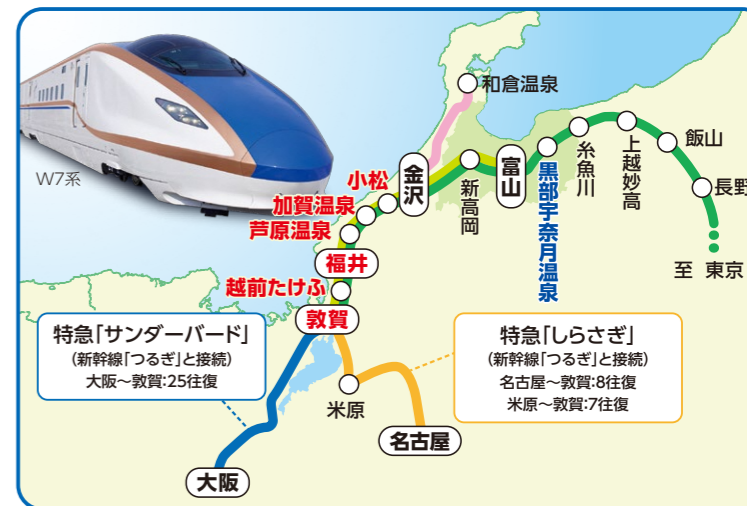 W7系
和倉温泉
金沢
新高岡
富山
黒部宇奈月温泉
糸魚川
上越妙高
飯山
長野
至 東京
小松
加賀温泉
芦原温泉
福井
越前たけふ
敦賀
特急「サンダーバード」
(新幹線「つるぎ」と接続)
大阪～敦賀:25往復
特急「しらさぎ」
(新幹線「つるぎ」と接続)
名古屋～敦賀:8往復
米原～敦賀:7往復
米原
名古屋
大阪